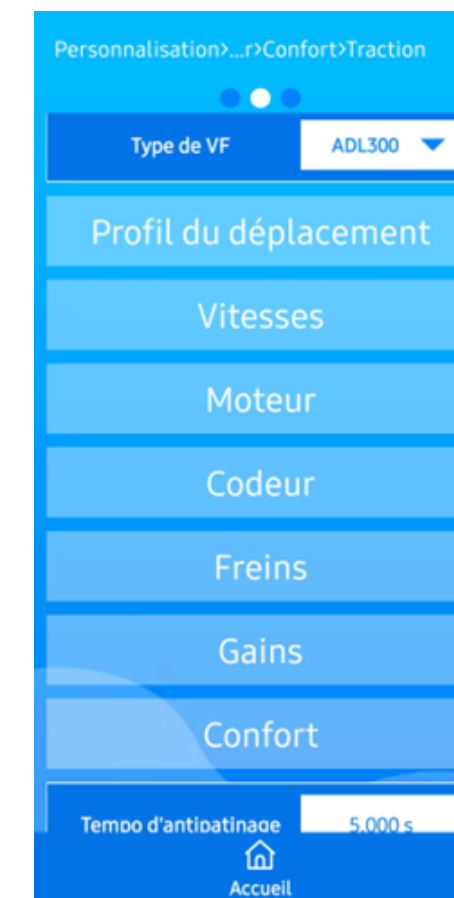 Personnalisation>...r>Confort>Traction
Type de VF ADL300
Profil du déplacement
Vitesses
Moteur
Codeur
Freins
Gains
Confort
Tempo d'antipatinage 5.000 s
Accueil